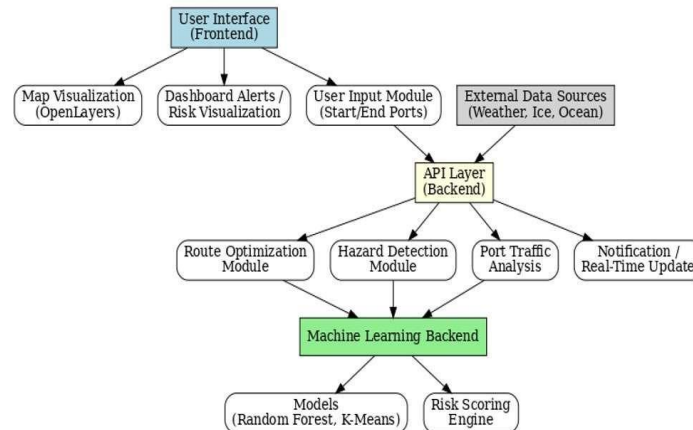 User Interface
(Frontend)
Map Visualization
(OpenLayers)
Dashboard Alerts /
Risk Visualization
User Input Module
(Start/End Ports)
External Data Sources
(Weather, Ice, Ocean)
API Layer
(Backend)
Route Optimization
Module
Hazard Detection
Module
Port Traffic
Analysis
Notification /
Real-Time Update
Machine Learning Backend
Models
(Random Forest, K-Means)
Risk Scoring
Engine